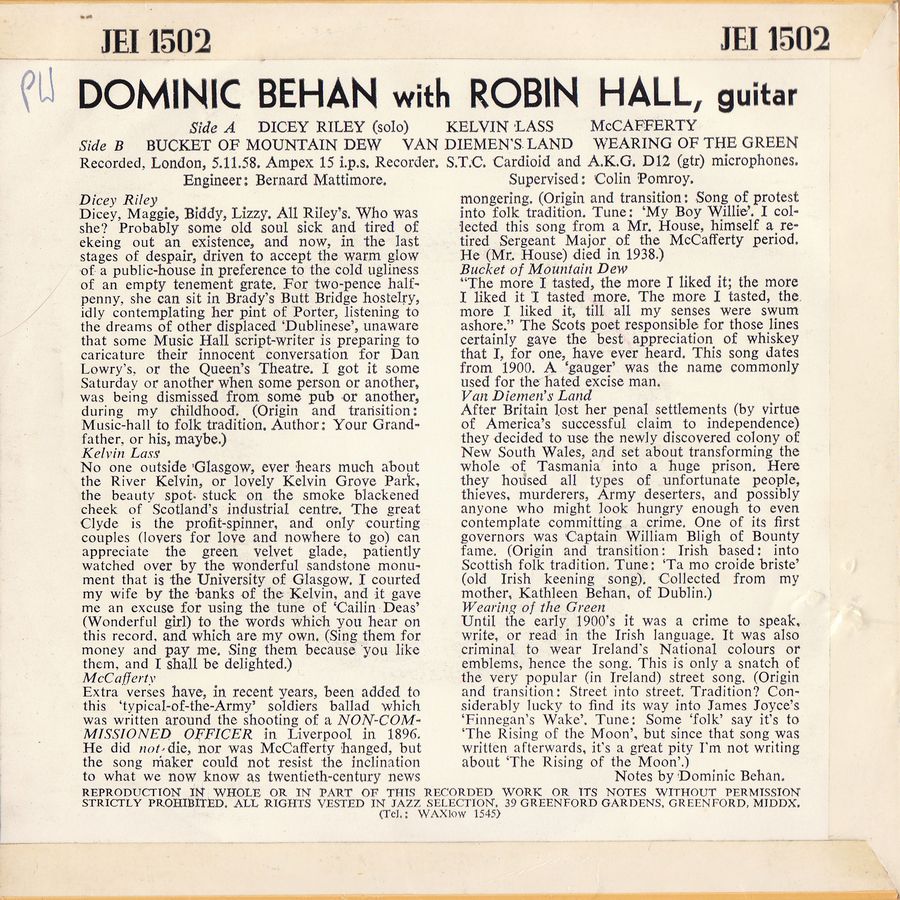 JEI 1502
JEI 1502
PW
DOMINIC BEHAN with ROBIN HALL, guitar
Side A DICEY RILEY (solo) KELVIN LASS McCAFFERTY
Side B BUCKET OF MOUNTAIN DEW VAN DIEMEN'S LAND WEARING OF THE GREEN
Recorded, London, 5.11.58. Ampex 15 i.p.s. Recorder. S.T.C. Cardioid and A.K.G. D12 (gtr) microphones.
Engineer: Bernard Mattimore. Supervised: Colin Pomroy.
Dicey Riley
Dicey, Maggie, Biddy, Lizzy. All Riley's. Who was
she? Probably some old soul sick and tired of
ekeing out an existence, and now, in the last
stages of despair, driven to accept the warm glow
of a public-house in preference to the cold ugliness
of an empty tenement grate. For two-pence half-
penny, she can sit in Brady's Butt Bridge hostelry,
idly contemplating her pint of Porter, listening to
the dreams of other displaced 'Dublinese', unaware
that some Music Hall script-writer is preparing to
caricature their innocent conversation for Dan
Lowry's, or the Queen's Theatre. I got it some
Saturday or another when some person or another,
was being dismissed from some pub or another,
during my childhood. (Origin and transition:
Music-hall to folk tradition. Author: Your Grand-
father, or his, maybe.)
Kelvin Lass
No one outside Glasgow, ever hears much about
the River Kelvin, or lovely Kelvin Grove Park,
the beauty spot stuck on the smoke blackened
cheek of Scotland's industrial centre. The great
Clyde is the profit-spinner, and only courting
couples (lovers for love and nowhere to go) can
appreciate the green velvet glade, patiently
watched over by the wonderful sandstone monu-
ment that is the University of Glasgow. I courted
my wife by the banks of the Kelvin, and it gave
me an excuse for using the tune of 'Cailin Deas'
(Wonderful girl) to the words which you hear on
this record, and which are my own. (Sing them for
money and pay me. Sing them because you like
them, and I shall be delighted.)
McCafferty
Extra verses have, in recent years, been added to
this 'typical-of-the-Army' soldiers ballad which
was written around the shooting of a NON-COM-
MISSIONED OFFICER in Liverpool in 1896.
He did not die, nor was McCafferty hanged, but
the song maker could not resist the inclination
to what we now know as twentieth-century news
mongering. (Origin and transition: Song of protest
into folk tradition. Tune: 'My Boy Willie'. I col-
lected this song from a Mr. House, himself a re-
tired Sergeant Major of the McCafferty period.
He (Mr. House) died in 1938.)
Bucket of Mountain Dew
"The more I tasted, the more I liked it; the more
I liked it I tasted more. The more I tasted, the
more I liked it, till all my senses were swum
ashore." The Scots poet responsible for those lines
certainly gave the best appreciation of whiskey
that I, for one, have ever heard. This song dates
from 1900. A 'gauger' was the name commonly
used for the hated excise man.
Van Diemen's Land
After Britain lost her penal settlements (by virtue
of America's successful claim to independence)
they decided to use the newly discovered colony of
New South Wales, and set about transforming the
whole of Tasmania into a huge prison. Here
they housed all types of unfortunate people,
thieves, murderers, Army deserters, and possibly
anyone who might look hungry enough to even
contemplate committing a crime. One of its first
governors was Captain William Bligh of Bounty
fame. (Origin and transition: Irish based: into
Scottish folk tradition. Tune: 'Ta mo croide briste'
(old Irish keening song). Collected from my
mother, Kathleen Behan, of Dublin.)
Wearing of the Green
Until the early 1900's it was a crime to speak,
write, or read in the Irish language. It was also
criminal to wear Ireland's National colours or
emblems, hence the song. This is only a snatch of
the very popular (in Ireland) street song. (Origin
and transition: Street into street. Tradition? Con-
siderably lucky to find its way into James Joyce's
'Finnegan's Wake'. Tune: Some 'folk' say it's to
'The Rising of the Moon', but since that song was
written afterwards, it's a great pity I'm not writing
about 'The Rising of the Moon'.)
Notes by Dominic Behan.
REPRODUCTION IN WHOLE OR IN PART OF THIS RECORDED WORK OR ITS NOTES WITHOUT PERMISSION
STRICTLY PROHIBITED. ALL RIGHTS VESTED IN JAZZ SELECTION, 39 GREENFORD GARDENS, GREENFORD, MIDDX.
(Tel.: WAXlow 1545)